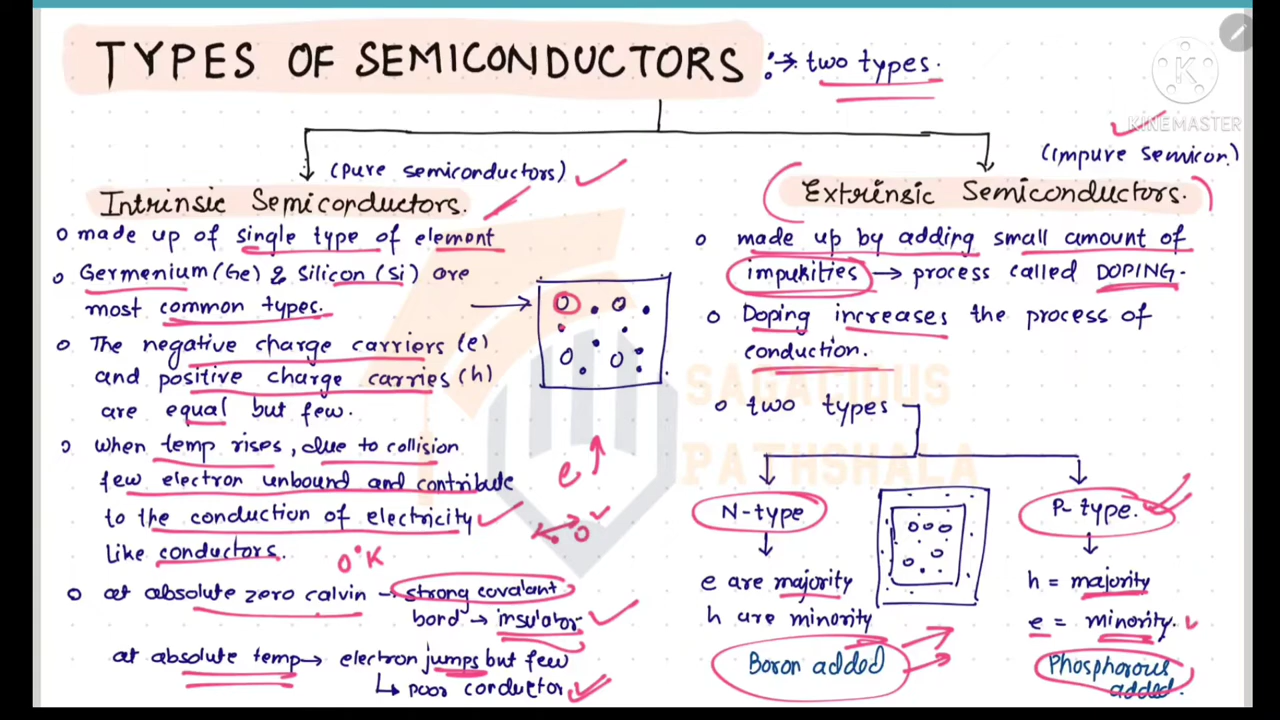 TYPES OF SEMICONDUCTORS :→ two types.
KINEMASTER
(Pure semiconductors)
(impure semicon.)
Intrinsic Semiconductors.
o made up of single type of element
o Germenium (Ge) & Silicon (Si) are
most common types.
o The negative charge carriers (e)
and positive charge carries (h)
are equal but few.
o when temp rises, due to collision
few electron unbound and contribute
to the conduction of electricity
Like conductors.
0°K
e ↑
o at absolute zero calvin → strong covalant
bord → insulator
at absolute temp → electron jumps but few
↳ poor conductor
Extrinsic Semiconductors.
o made up by adding small amount of
impukities → process called DOPING.
o Doping increases the process of
conduction.
o two types
N-type
e are majority
h are minority
Boron added
P-type.
h = majority
e = minority.
Phosphorous
added.
SAGACIOUS
PATHSHALA